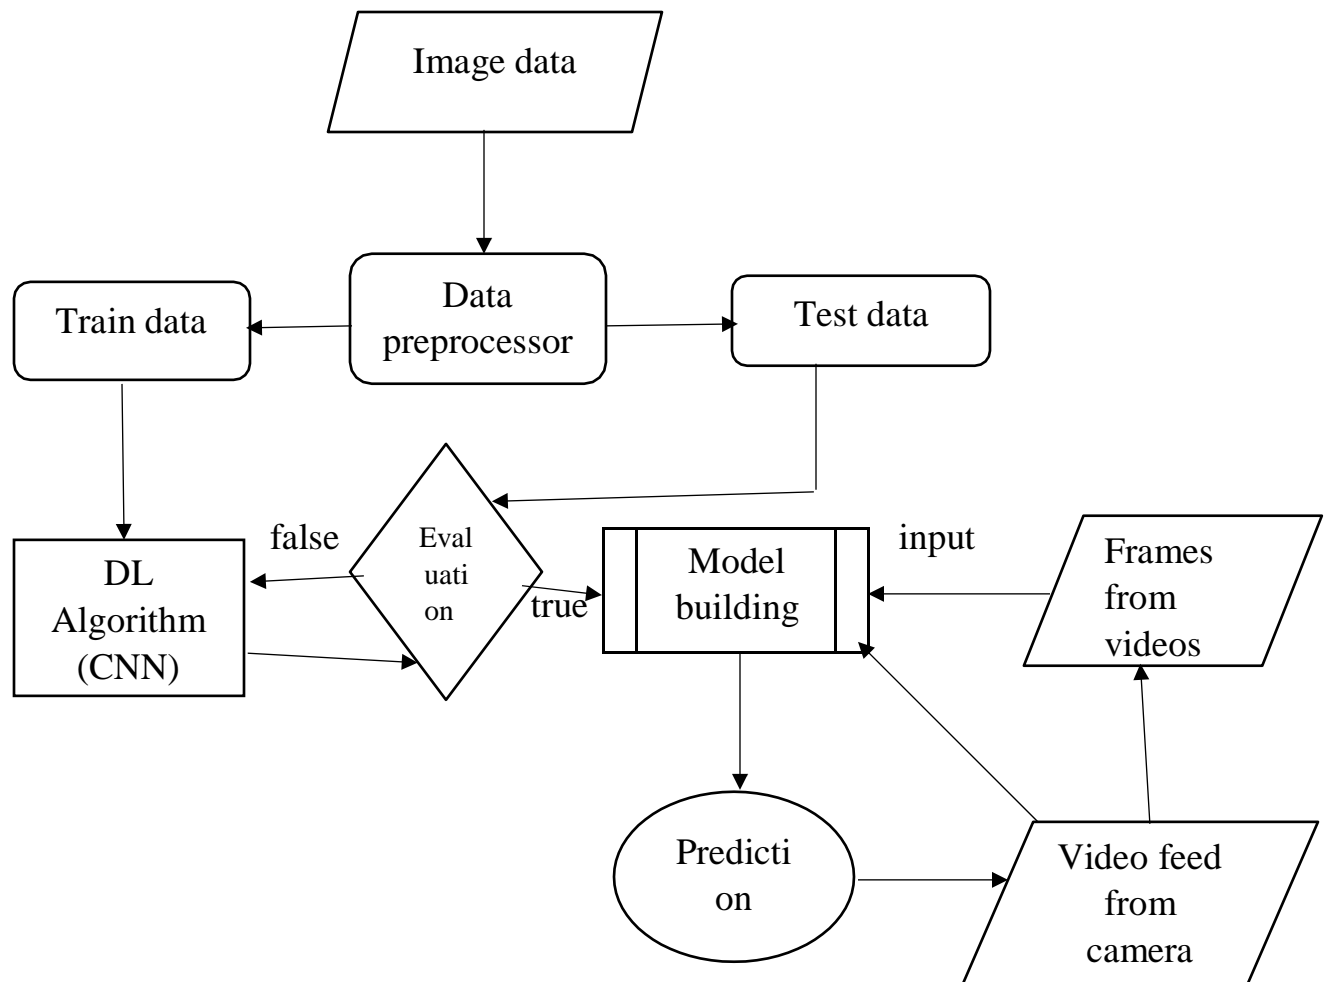 Image data
Data
preprocessor
Train data
Test data
false
Eval
uati
on
true
input
Model
building
Frames
from
videos
DL
Algorithm
(CNN)
Predicti
on
Video feed
from
camera